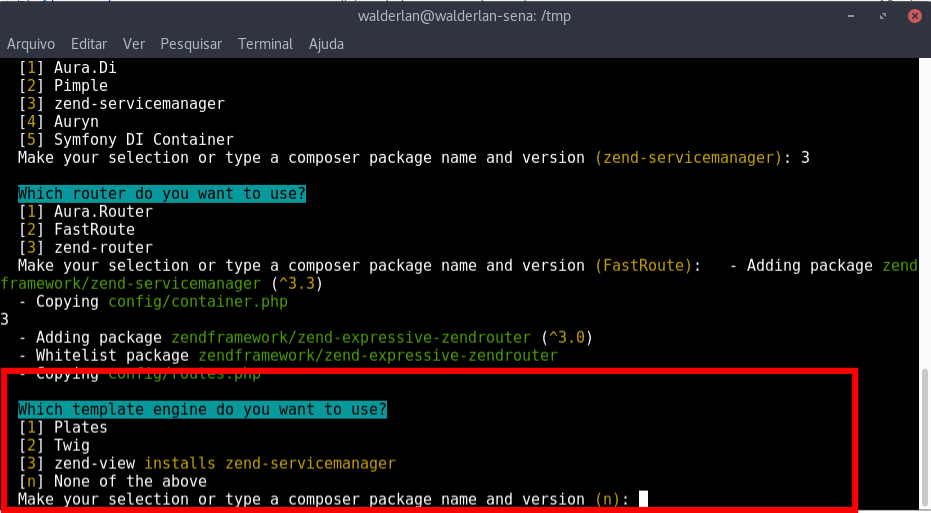 walderlan@walderlan-sena: /tmp
Arquivo Editar Ver Pesquisar Terminal Ajuda
[1] Aura.Di
[2] Pimple
[3] zend-servicemanager
[4] Auryn
[5] Symfony DI Container
Make your selection or type a composer package name and version (zend-servicemanager): 3
Which router do you want to use?
[1] Aura.Router
[2] FastRoute
[3] zend-router
Make your selection or type a composer package name and version (FastRoute):   - Adding package zend
framework/zend-servicemanager (^3.3)
- Copying config/container.php
3
- Adding package zendframework/zend-expressive-zendrouter (^3.0)
- Whitelist package zendframework/zend-expressive-zendrouter
- Copying config/routes.php
Which template engine do you want to use?
[1] Plates
[2] Twig
[3] zend-view installs zend-servicemanager
[n] None of the above
Make your selection or type a composer package name and version (n):